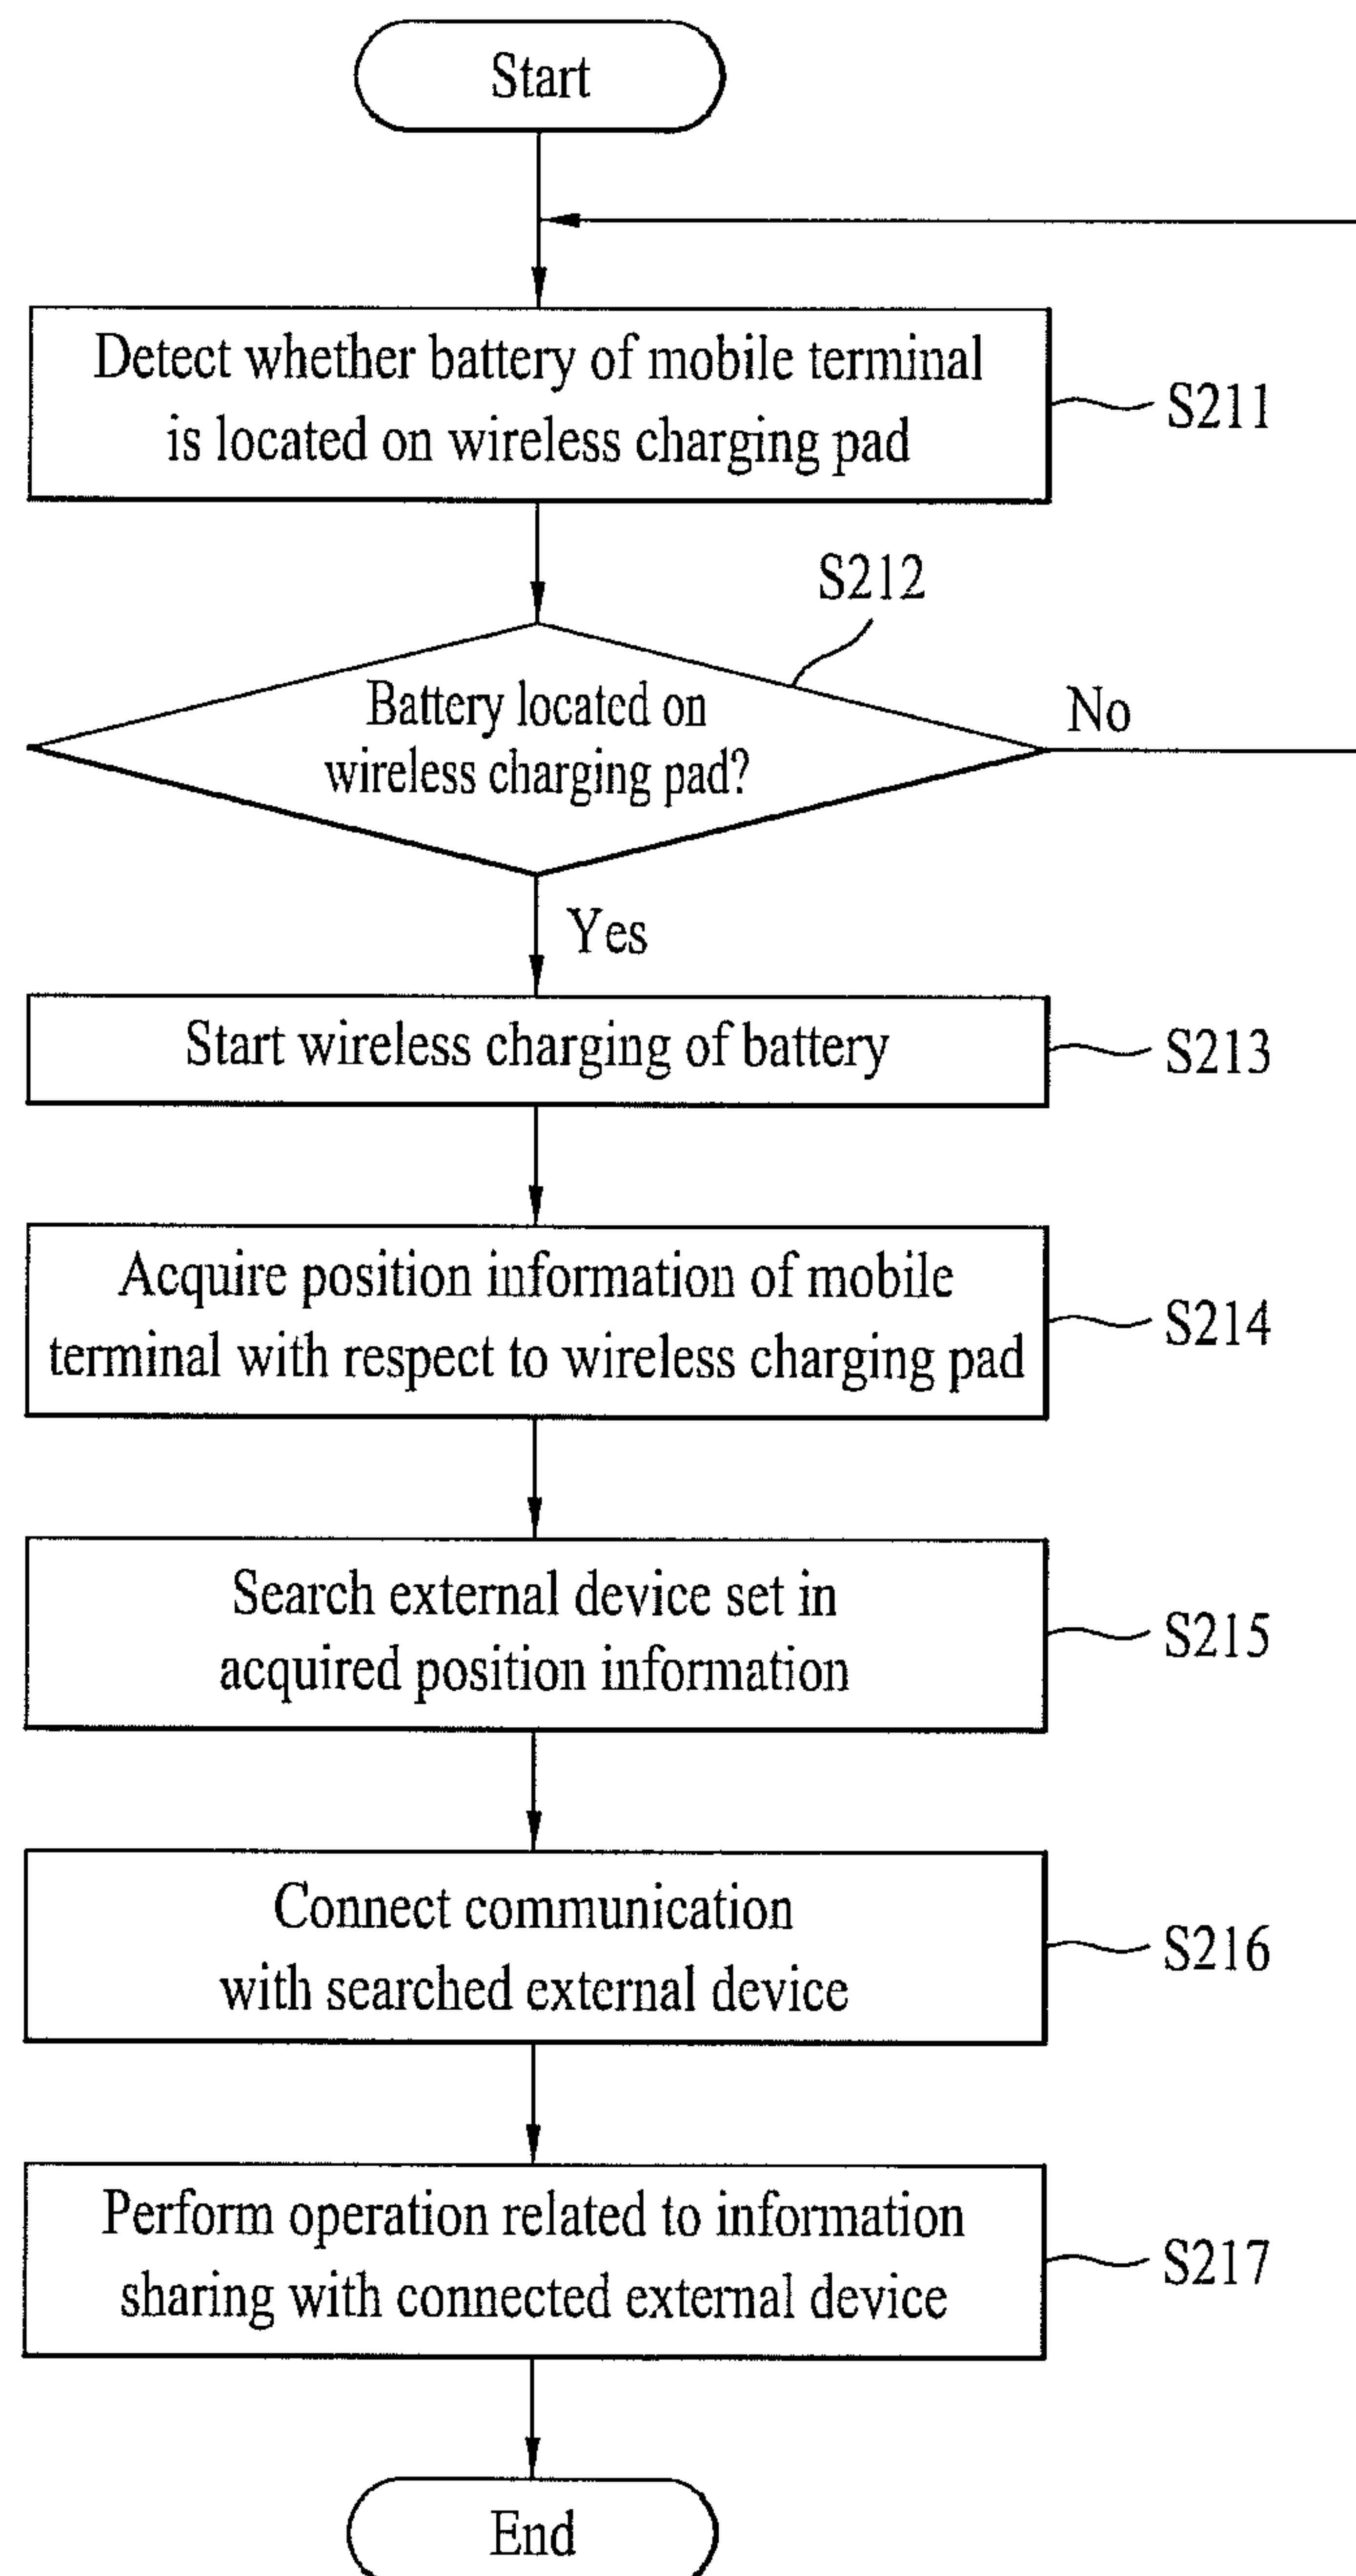 Start
Detect whether battery of mobile terminal
is located on wireless charging pad
S211
S212
Battery located on
wireless charging pad?
No
Yes
Start wireless charging of battery
S213
Acquire position information of mobile
terminal with respect to wireless charging pad
S214
Search external device set in
acquired position information
S215
Connect communication
with searched external device
S216
Perform operation related to information
sharing with connected external device
S217
End